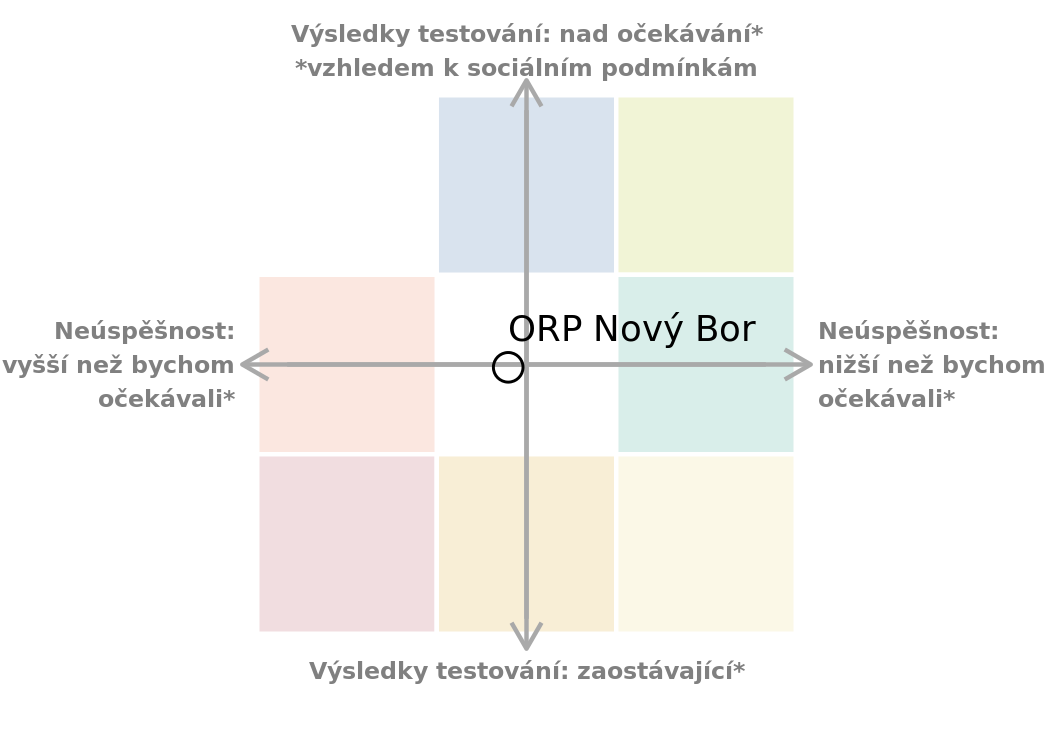 Výsledky testování: nad očekávání*
*vzhledem k sociálním podmínkám
ORP Nový Bor
Neúspěšnost:
vyšší než bychom
očekávali*
Neúspěšnost:
nižší než bychom
očekávali*
Výsledky testování: zaostávající*